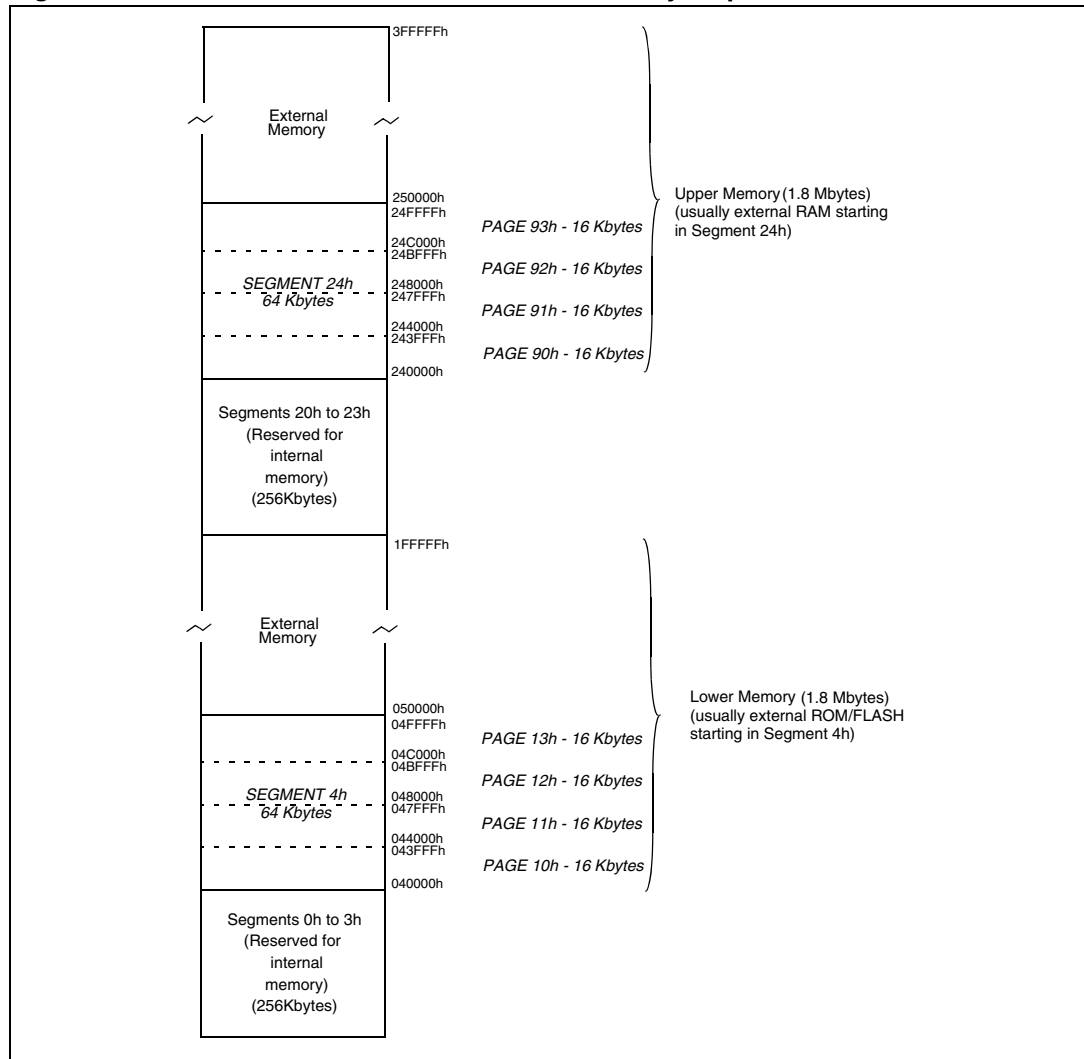 3FFFFFh
External
Memory
250000h
24FFFFh
PAGE 93h - 16 Kbytes
24C000h
24BFFFh
PAGE 92h - 16 Kbytes
SEGMENT 24h
64 Kbytes
248000h
247FFFh
PAGE 91h - 16 Kbytes
244000h
243FFFh
PAGE 90h - 16 Kbytes
240000h
Upper Memory (1.8 Mbytes)
(usually external RAM starting
in Segment 24h)
Segments 20h to 23h
(Reserved for
internal
memory)
(256Kbytes)
1FFFFFh
External
Memory
050000h
04FFFFh
PAGE 13h - 16 Kbytes
04C000h
04BFFFh
PAGE 12h - 16 Kbytes
SEGMENT 4h
64 Kbytes
048000h
047FFFh
PAGE 11h - 16 Kbytes
044000h
043FFFh
PAGE 10h - 16 Kbytes
040000h
Lower Memory (1.8 Mbytes)
(usually external ROM/FLASH
starting in Segment 4h)
Segments 0h to 3h
(Reserved for
internal
memory)
(256Kbytes)